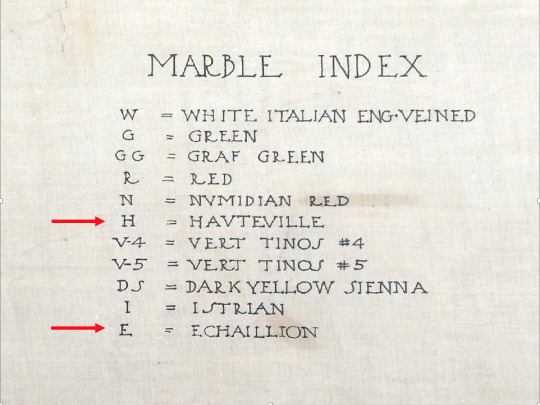 MARBLE INDEX
W = WHITE ITALIAN ENG·VEINED
G = GREEN
GG = GRAF GREEN
R = RED
N = NVMIDIAN RED
H = HAVTEVILLE
V-4 = VERT TINOS #4
V-5 = VERT TINOS #5
DS = DARK YELLOW SIENNA
I = ISTRIAN
E = ECHAILLION